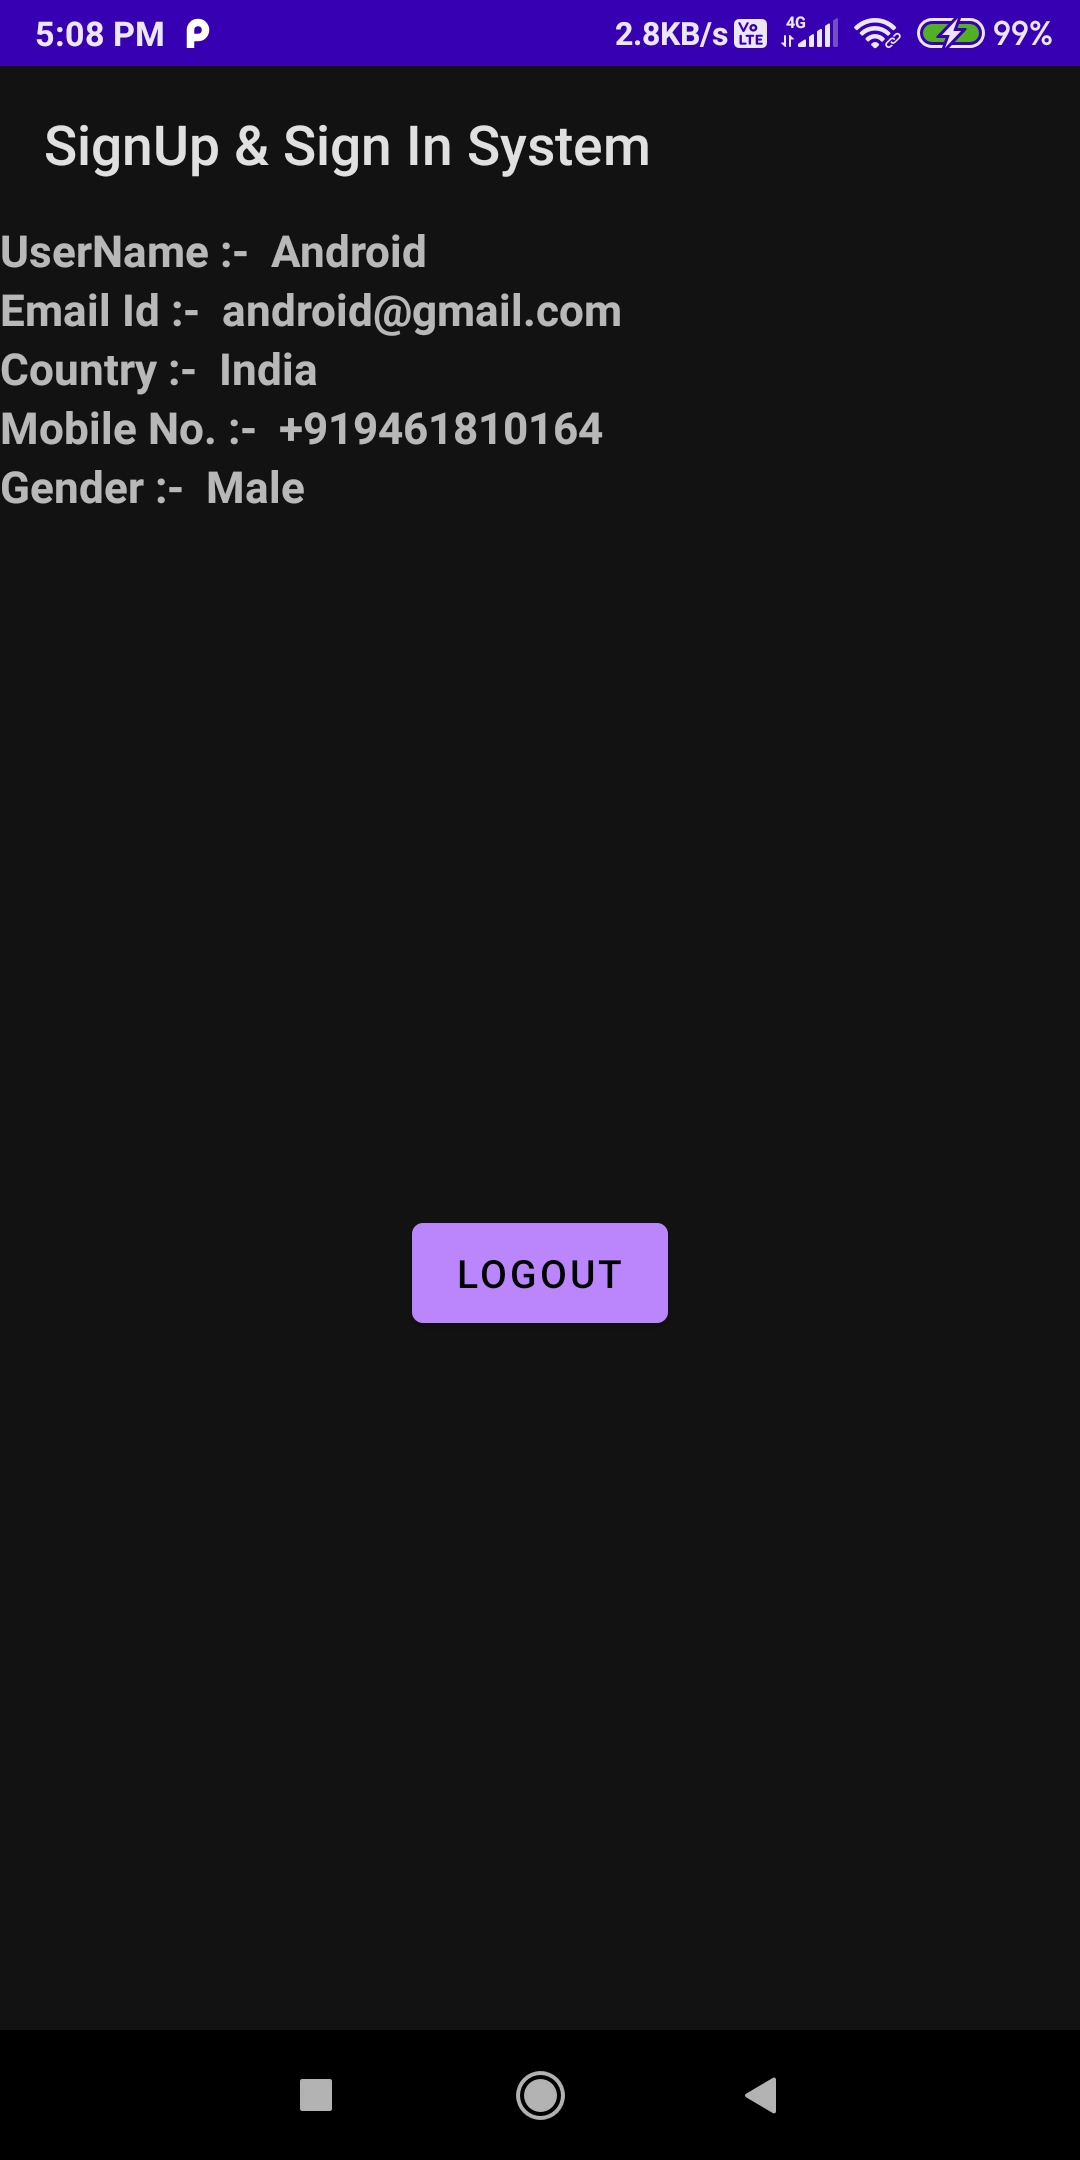 5:08 PM 2.8KB/s Vo LTE 4G 99%
SignUp & Sign In System
UserName :-  Android
Email Id :-  android@gmail.com
Country :-  India
Mobile No. :-  +919461810164
Gender :-  Male
LOGOUT